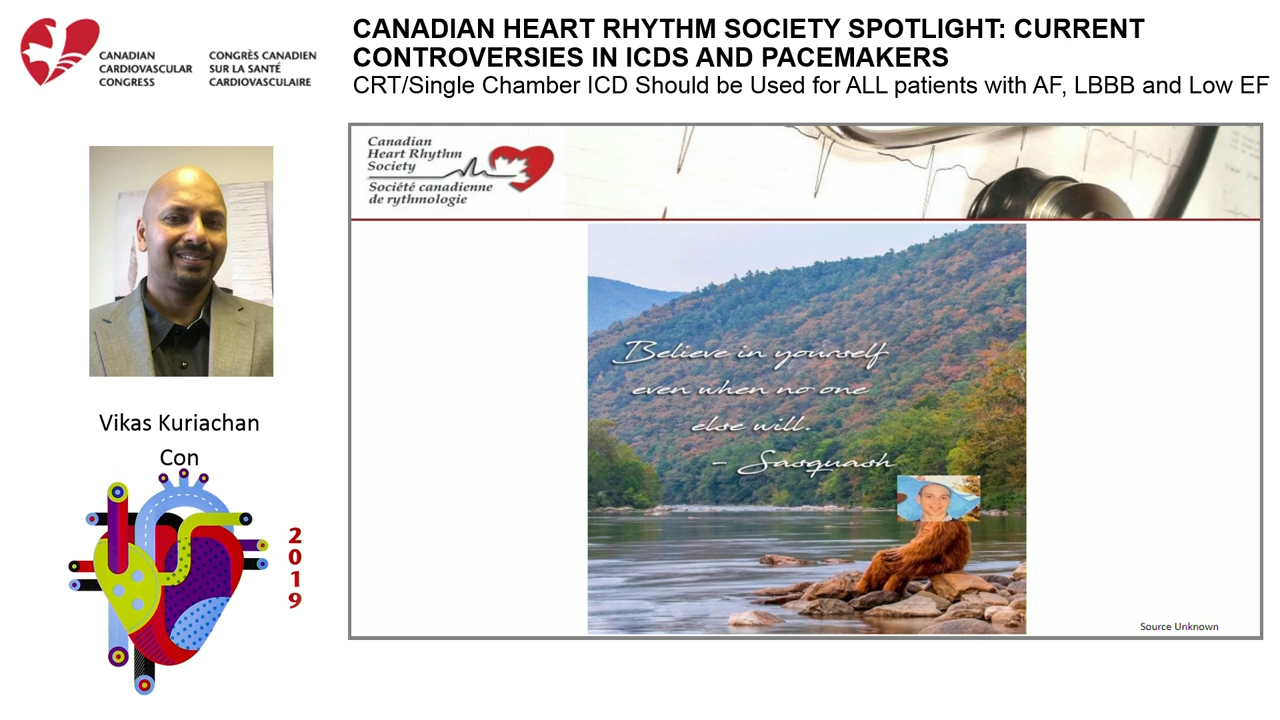 CANADIAN
CARDIOVASCULAR
CONGRESS
CONGRÈS CANADIEN
SUR LA SANTÉ
CARDIOVASCULAIRE
CANADIAN HEART RHYTHM SOCIETY SPOTLIGHT: CURRENT
CONTROVERSIES IN ICDS AND PACEMAKERS
CRT/Single Chamber ICD Should be Used for ALL patients with AF, LBBB and Low EF
Canadian
Heart Rhythm
Society
Société canadienne
de rythmologie
Believe in yourself
even when no one
else will.
- Sasquash
Source Unknown
Vikas Kuriachan
Con
2
0
1
9